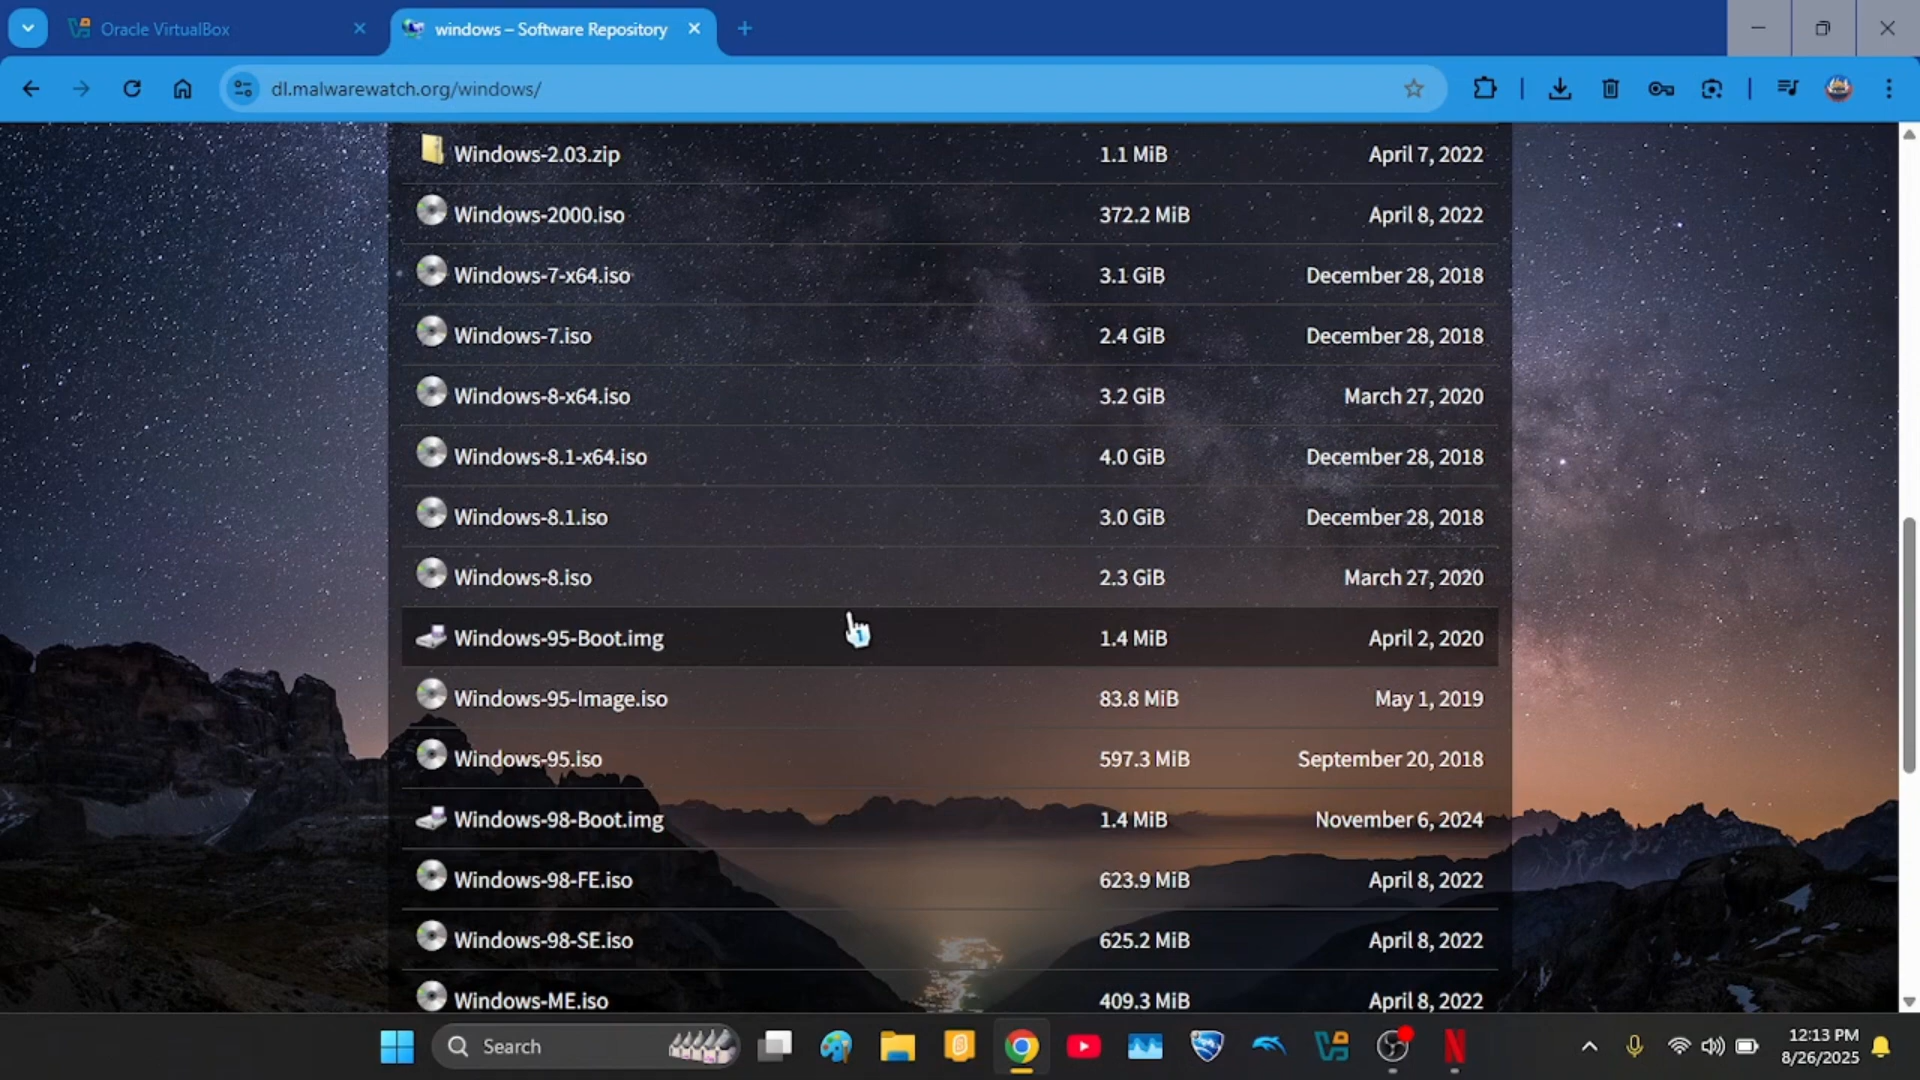 Oracle VirtualBox
windows – Software Repository
dl.malwarewatch.org/windows/
Windows-2.03.zip 1.1 MiB April 7, 2022
Windows-2000.iso 372.2 MiB April 8, 2022
Windows-7-x64.iso 3.1 GiB December 28, 2018
Windows-7.iso 2.4 GiB December 28, 2018
Windows-8-x64.iso 3.2 GiB March 27, 2020
Windows-8.1-x64.iso 4.0 GiB December 28, 2018
Windows-8.1.iso 3.0 GiB December 28, 2018
Windows-8.iso 2.3 GiB March 27, 2020
Windows-95-Boot.img 1.4 MiB April 2, 2020
Windows-95-Image.iso 83.8 MiB May 1, 2019
Windows-95.iso 597.3 MiB September 20, 2018
Windows-98-Boot.img 1.4 MiB November 6, 2024
Windows-98-FE.iso 623.9 MiB April 8, 2022
Windows-98-SE.iso 625.2 MiB April 8, 2022
Windows-ME.iso 409.3 MiB April 8, 2022
Search
12:13 PM
8/26/2025